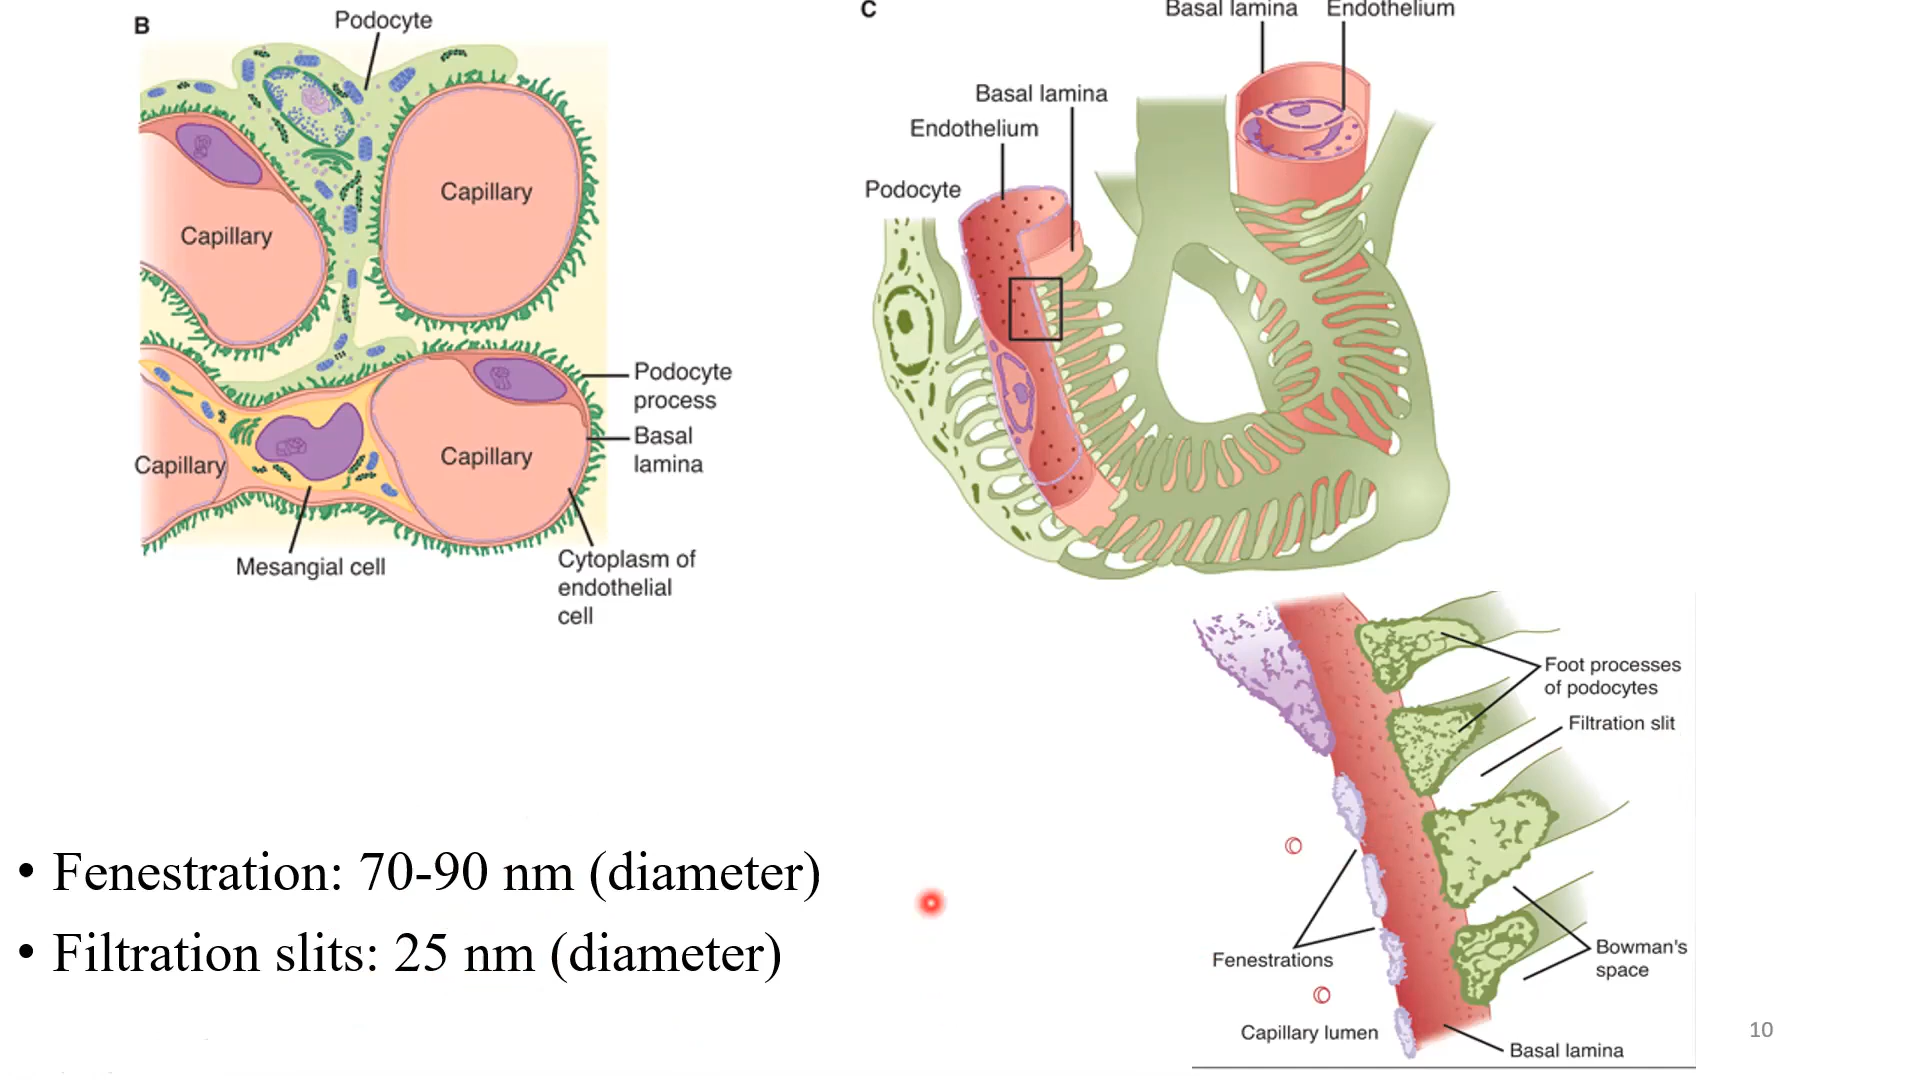 B
Podocyte
Capillary
Capillary
Capillary
Capillary
Podocyte
process
Basal
lamina
Mesangial cell
Cytoplasm of
endothelial
cell
C
Basal lamina
Endothelium
Basal lamina
Endothelium
Podocyte
Foot processes
of podocytes
Filtration slit
Fenestrations
Bowman's
space
Capillary lumen
Basal lamina
• Fenestration: 70-90 nm (diameter)
• Filtration slits: 25 nm (diameter)
10